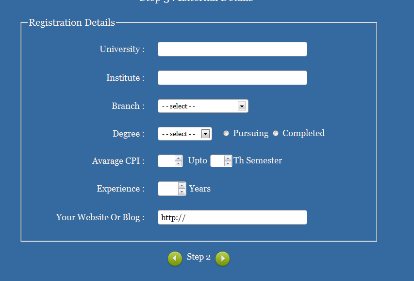 Registration Details
University :
Institute :
Branch : - - select - -
Degree : - - select - - Pursuing Completed
Avarage CPI : Upto Th Semester
Experience : Years
Your Website Or Blog : http://
Step 2